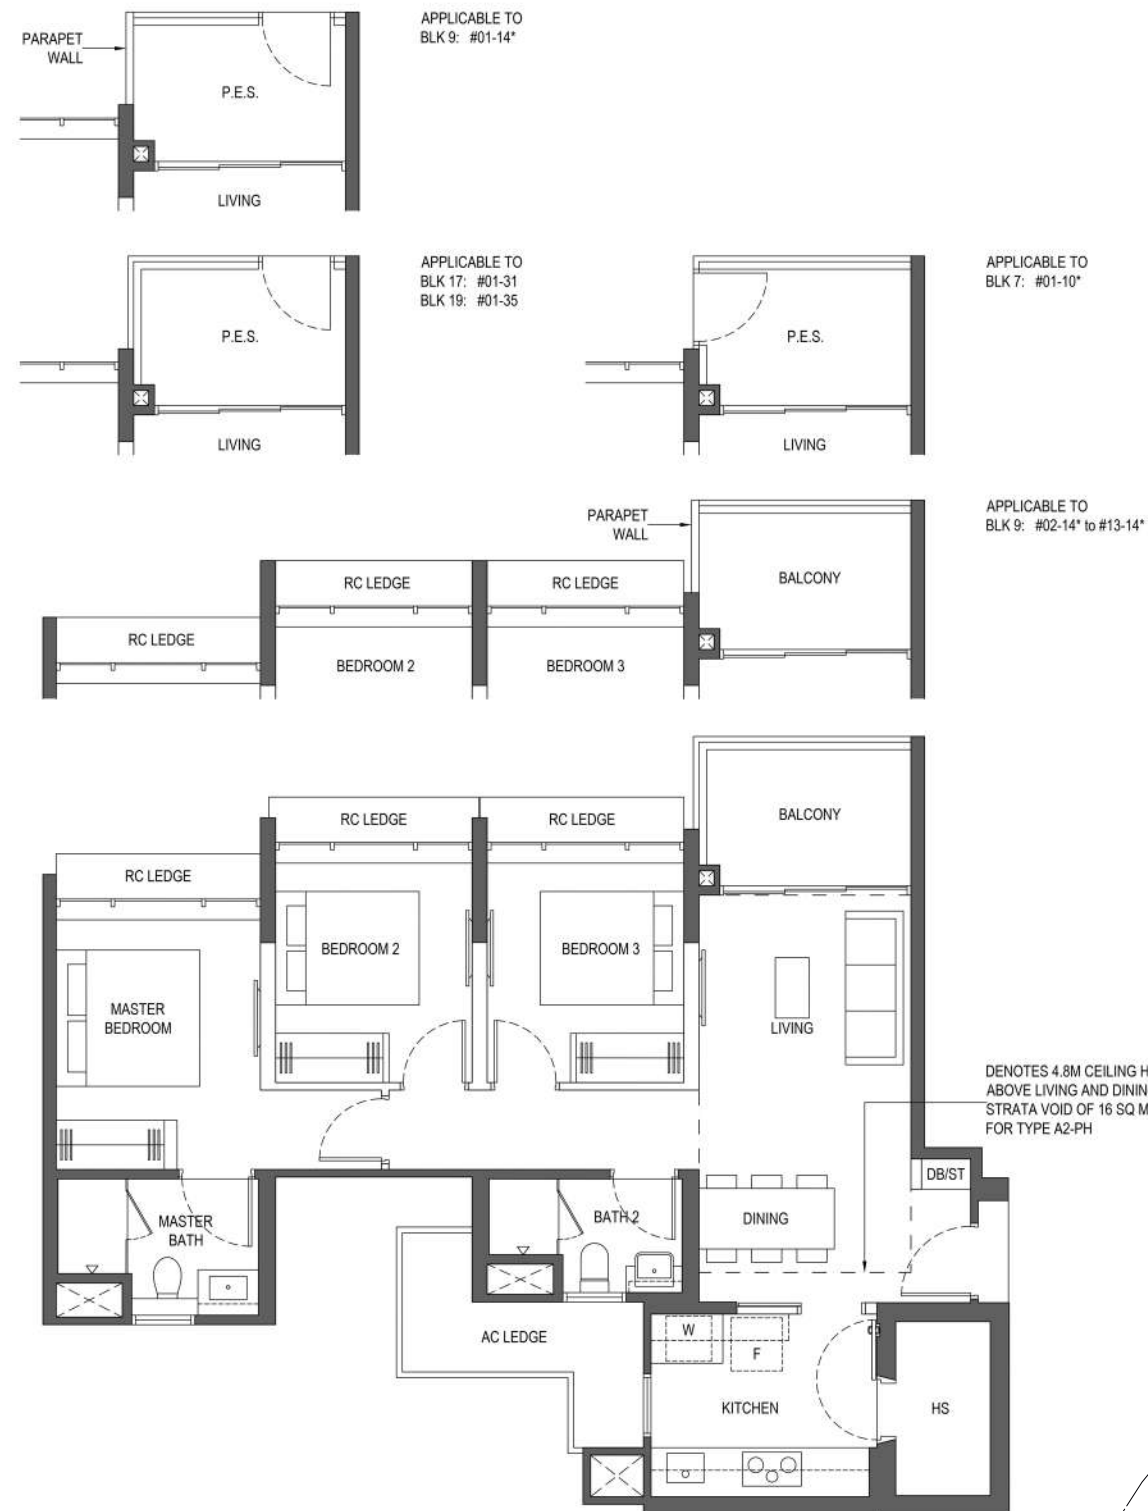 APPLICABLE TO
BLK 9: #01-14*
PARAPET
WALL
P.E.S.
LIVING
APPLICABLE TO
BLK 17: #01-31
BLK 19: #01-35
P.E.S.
LIVING
APPLICABLE TO
BLK 7: #01-10*
P.E.S.
LIVING
APPLICABLE TO
BLK 9: #02-14* to #13-14*
PARAPET
WALL
BALCONY
RC LEDGE
RC LEDGE
RC LEDGE
BEDROOM 2
BEDROOM 3
BALCONY
RC LEDGE
RC LEDGE
RC LEDGE
BEDROOM 2
BEDROOM 3
MASTER
BEDROOM
LIVING
DENOTES 4.8M CEILING H
ABOVE LIVING AND DININ
STRATA VOID OF 16 SQ M
FOR TYPE A2-PH
DB/ST
MASTER
BATH
BATH 2
DINING
AC LEDGE
W
F
KITCHEN
HS